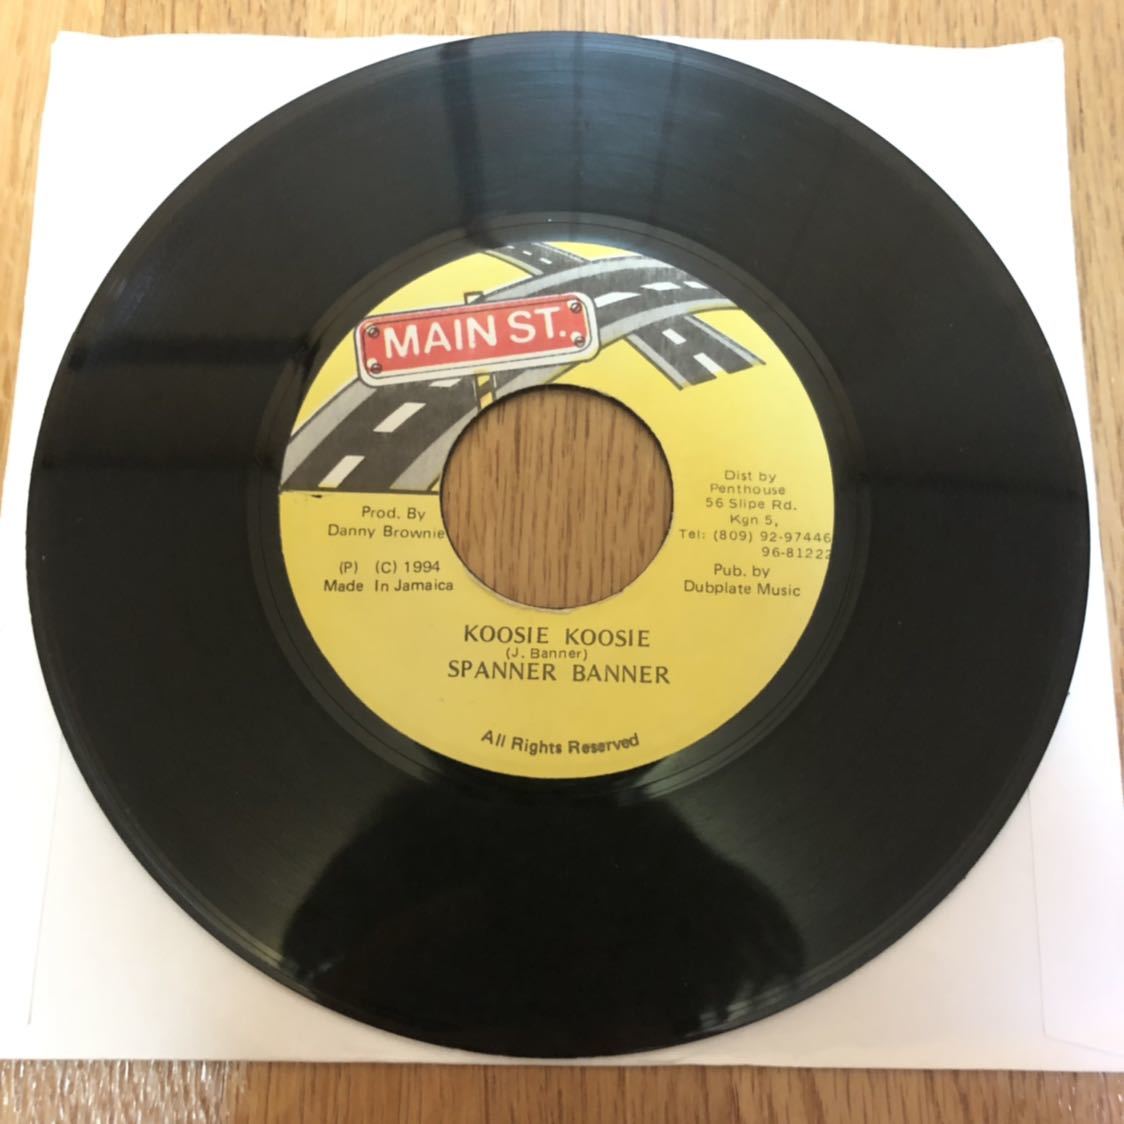 MAIN ST.
Prod. By
Danny Brownie
(P) (C) 1994
Made In Jamaica
Dist by
Penthouse
56 Slipe Rd.
Kgn 5,
Tel: (809) 92-97446
96-81222
Pub. by
Dubplate Music
KOOSIE KOOSIE
(J. Banner)
SPANNER BANNER
All Rights Reserved